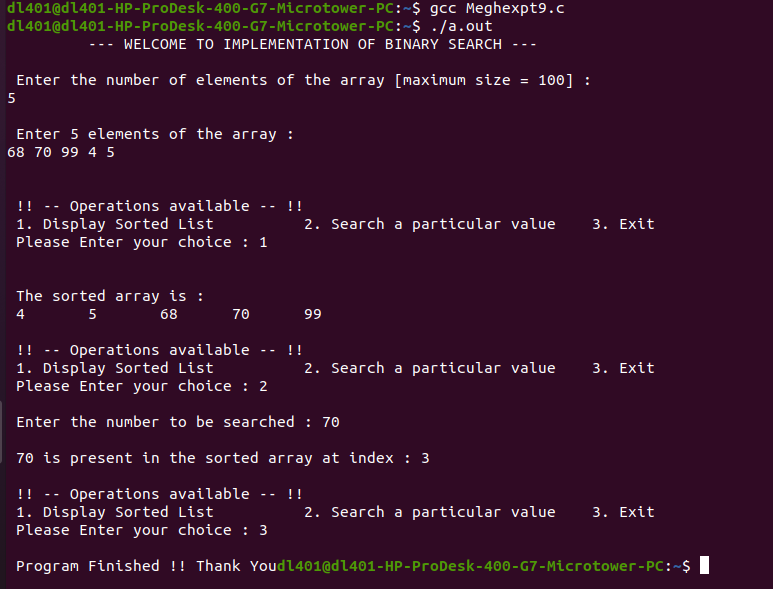 dl401@dl401-HP-ProDesk-400-G7-Microtower-PC:~$ gcc Meghexpt9.c
dl401@dl401-HP-ProDesk-400-G7-Microtower-PC:~$ ./a.out
--- WELCOME TO IMPLEMENTATION OF BINARY SEARCH ---
Enter the number of elements of the array [maximum size = 100] :
5
Enter 5 elements of the array :
68 70 99 4 5
!! -- Operations available -- !!
1. Display Sorted List 2. Search a particular value 3. Exit
Please Enter your choice : 1
The sorted array is :
4 5 68 70 99
!! -- Operations available -- !!
1. Display Sorted List 2. Search a particular value 3. Exit
Please Enter your choice : 2
Enter the number to be searched : 70
70 is present in the sorted array at index : 3
!! -- Operations available -- !!
1. Display Sorted List 2. Search a particular value 3. Exit
Please Enter your choice : 3
Program Finished !! Thank Youdl401@dl401-HP-ProDesk-400-G7-Microtower-PC:~$